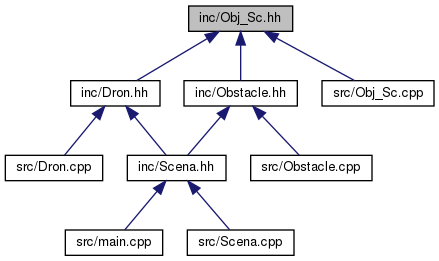 inc/Obj_Sc.hh
inc/Dron.hh
inc/Obstacle.hh
src/Obj_Sc.cpp
src/Dron.cpp
inc/Scena.hh
src/Obstacle.cpp
src/main.cpp
src/Scena.cpp